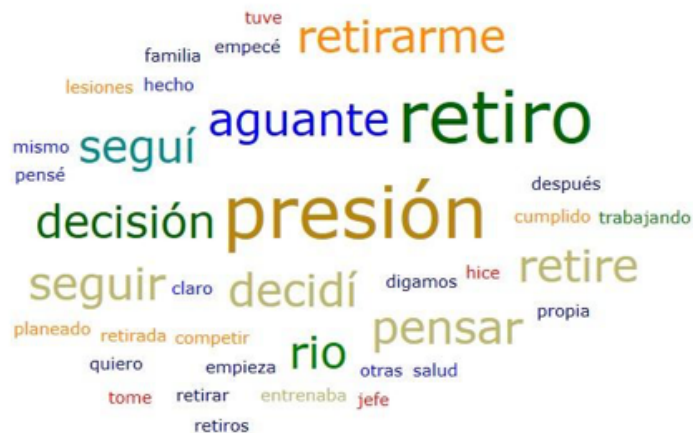 tuve
familia empecé retirarme
lesiones hecho
aguante retiro
mismo seguí
pensé
después
decisión presión cumplido trabajando
seguir claro decidí digamos hice retire
planeado retirada competir pensar propia
quiero empieza rio otras salud
tome retirar entrenaba jefe
retiros